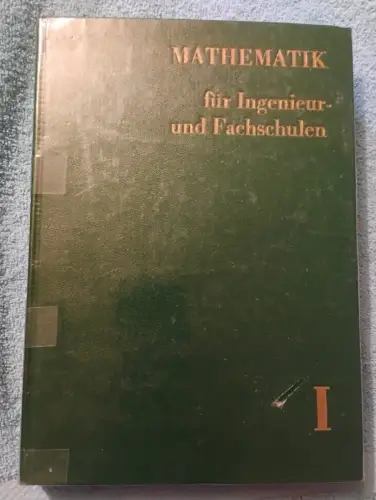 MATHEMATIK
für Ingenieur-
und Fachschulen
I